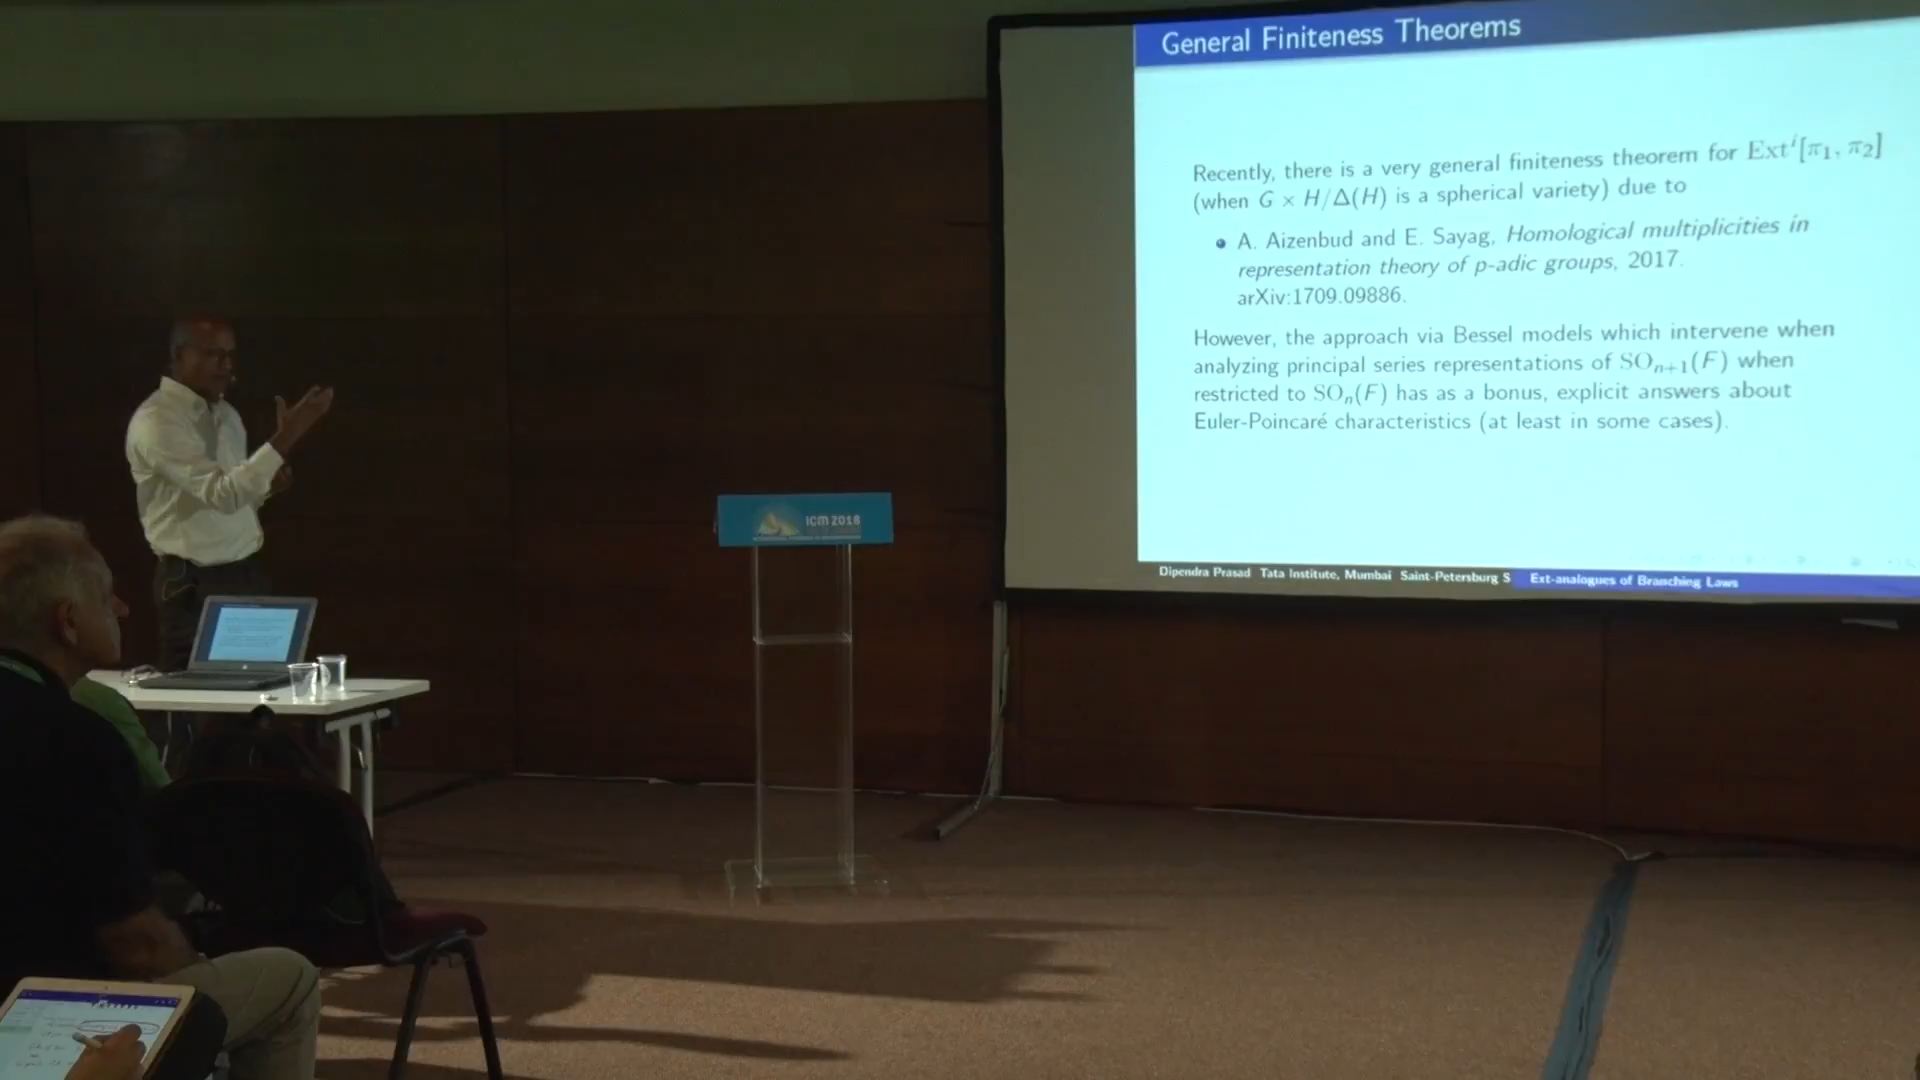 General Finiteness Theorems
Recently, there is a very general finiteness theorem for Extⁱ[π₁, π₂]
(when G × H/Δ(H) is a spherical variety) due to
• A. Aizenbud and E. Sayag, Homological multiplicities in
representation theory of p-adic groups, 2017.
arXiv:1709.09886.
However, the approach via Bessel models which intervene when
analyzing principal series representations of SOₙ₊₁(F) when
restricted to SOₙ(F) has as a bonus, explicit answers about
Euler-Poincaré characteristics (at least in some cases).
Dipendra Prasad Tata Institute, Mumbai Saint-Petersburg S
Ext-analogues of Branching Laws
ICM 2018